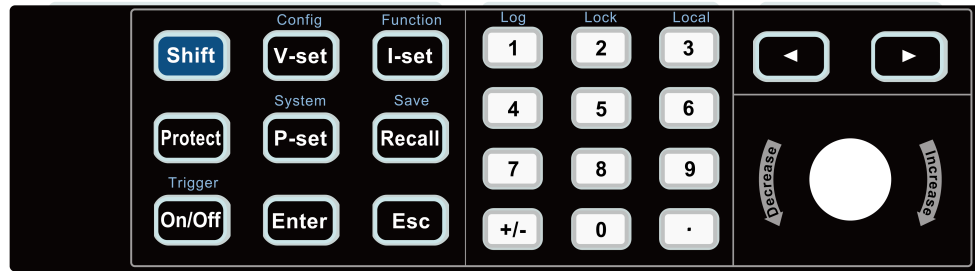 Config Function
Shift V-set I-set
System Save
Protect P-set Recall
Trigger
On/Off Enter Esc
Log Lock Local
1 2 3
4 5 6
7 8 9
+/- 0 .
◄ ►
Decrease Increase